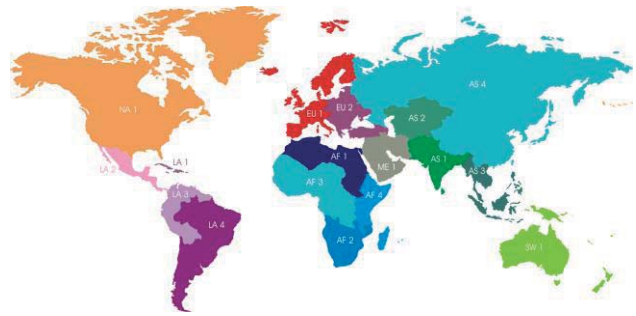 NA 1
LA 1
LA 2
LA 3
LA 4
EU 1
EU 2
AF 1
AF 3
AF 4
AF 2
ME 1
AS 4
AS 2
AS 1
AS 3
SW 1